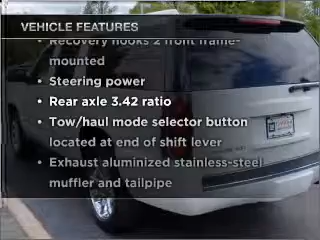 VEHICLE FEATURES
• Recovery hooks 2 front frame-
mounted
• Steering power
• Rear axle 3.42 ratio
• Tow/haul mode selector button
located at end of shift lever
• Exhaust aluminized stainless-steel
muffler and tailpipe